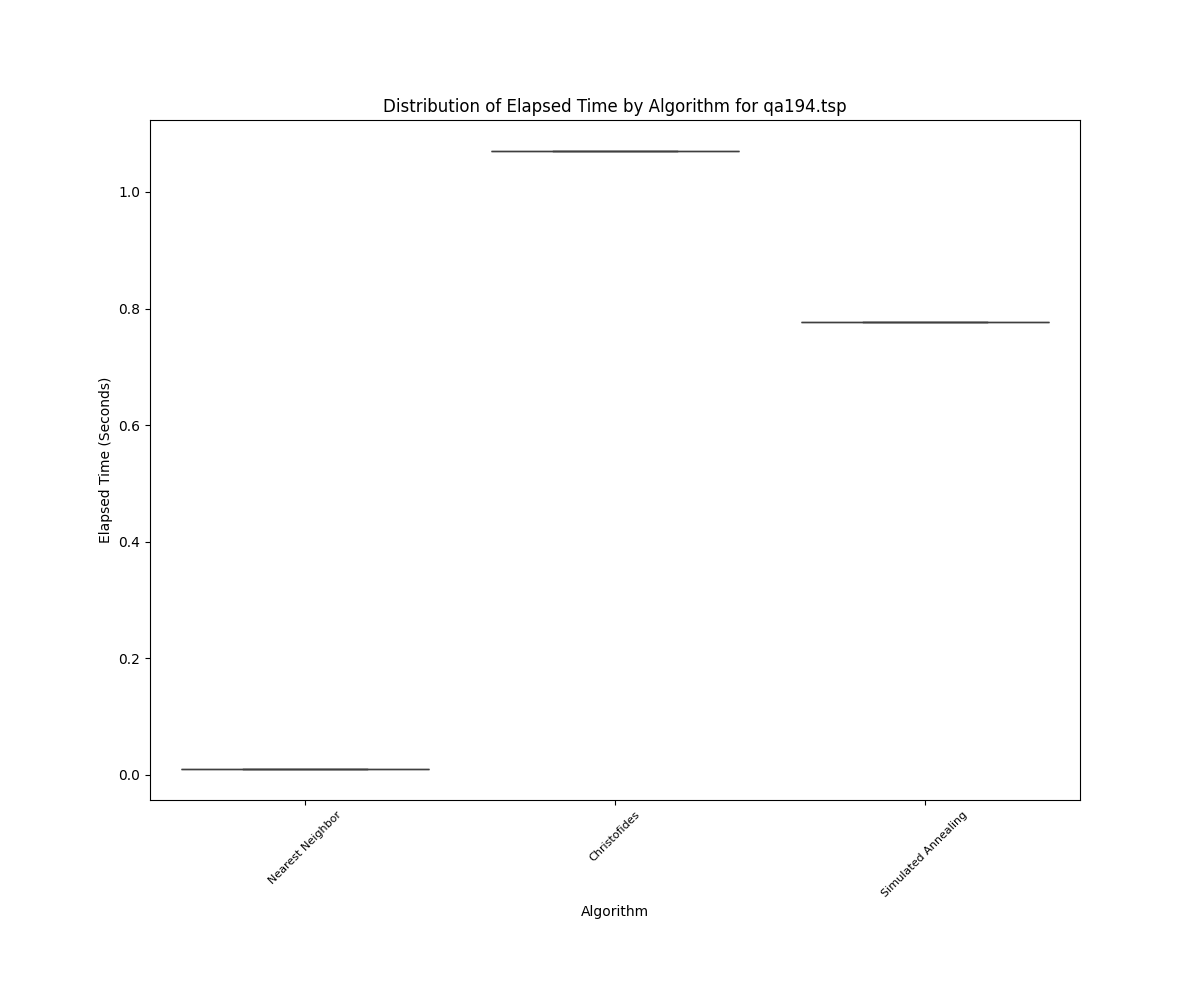 Distribution of Elapsed Time by Algorithm for qa194.tsp
Elapsed Time (Seconds)
1.0
0.8
0.6
0.4
0.2
0.0
Nearest Neighbor
Christofides
Simulated Annealing
Algorithm